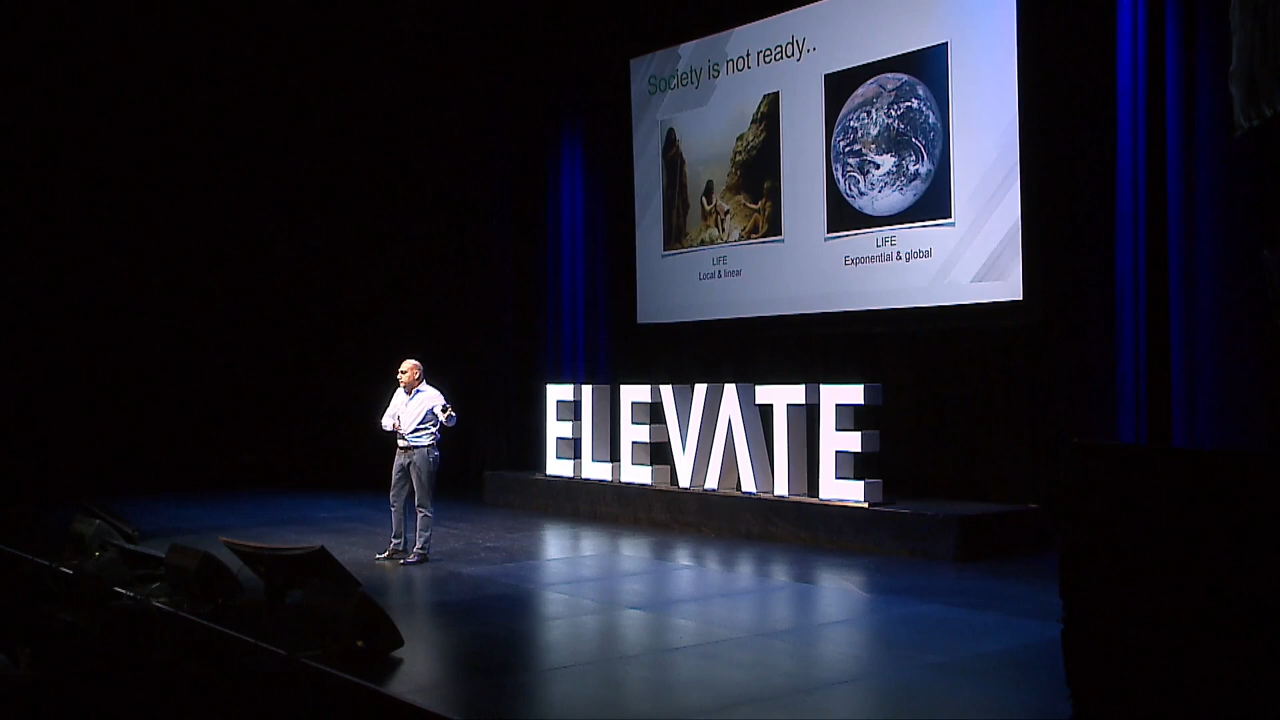 Society is not ready..
LIFE
Local & linear
LIFE
Exponential & global
ELEVATE